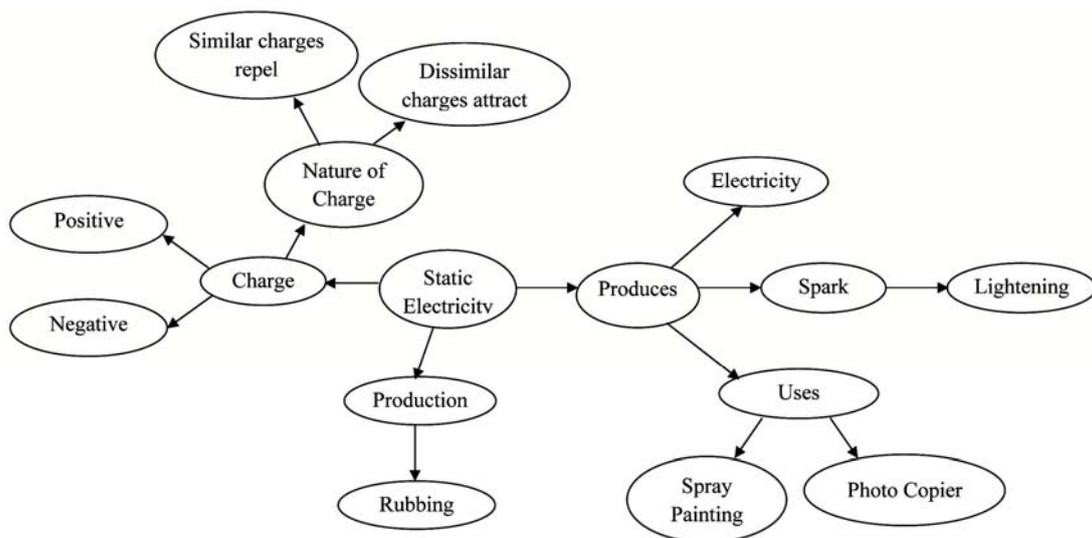 Similar charges
repel
Dissimilar
charges attract
Nature of
Charge
Electricity
Positive
Charge
Static
Electricity
Produces
Spark
Lightening
Negative
Production
Uses
Rubbing
Spray
Painting
Photo Copier